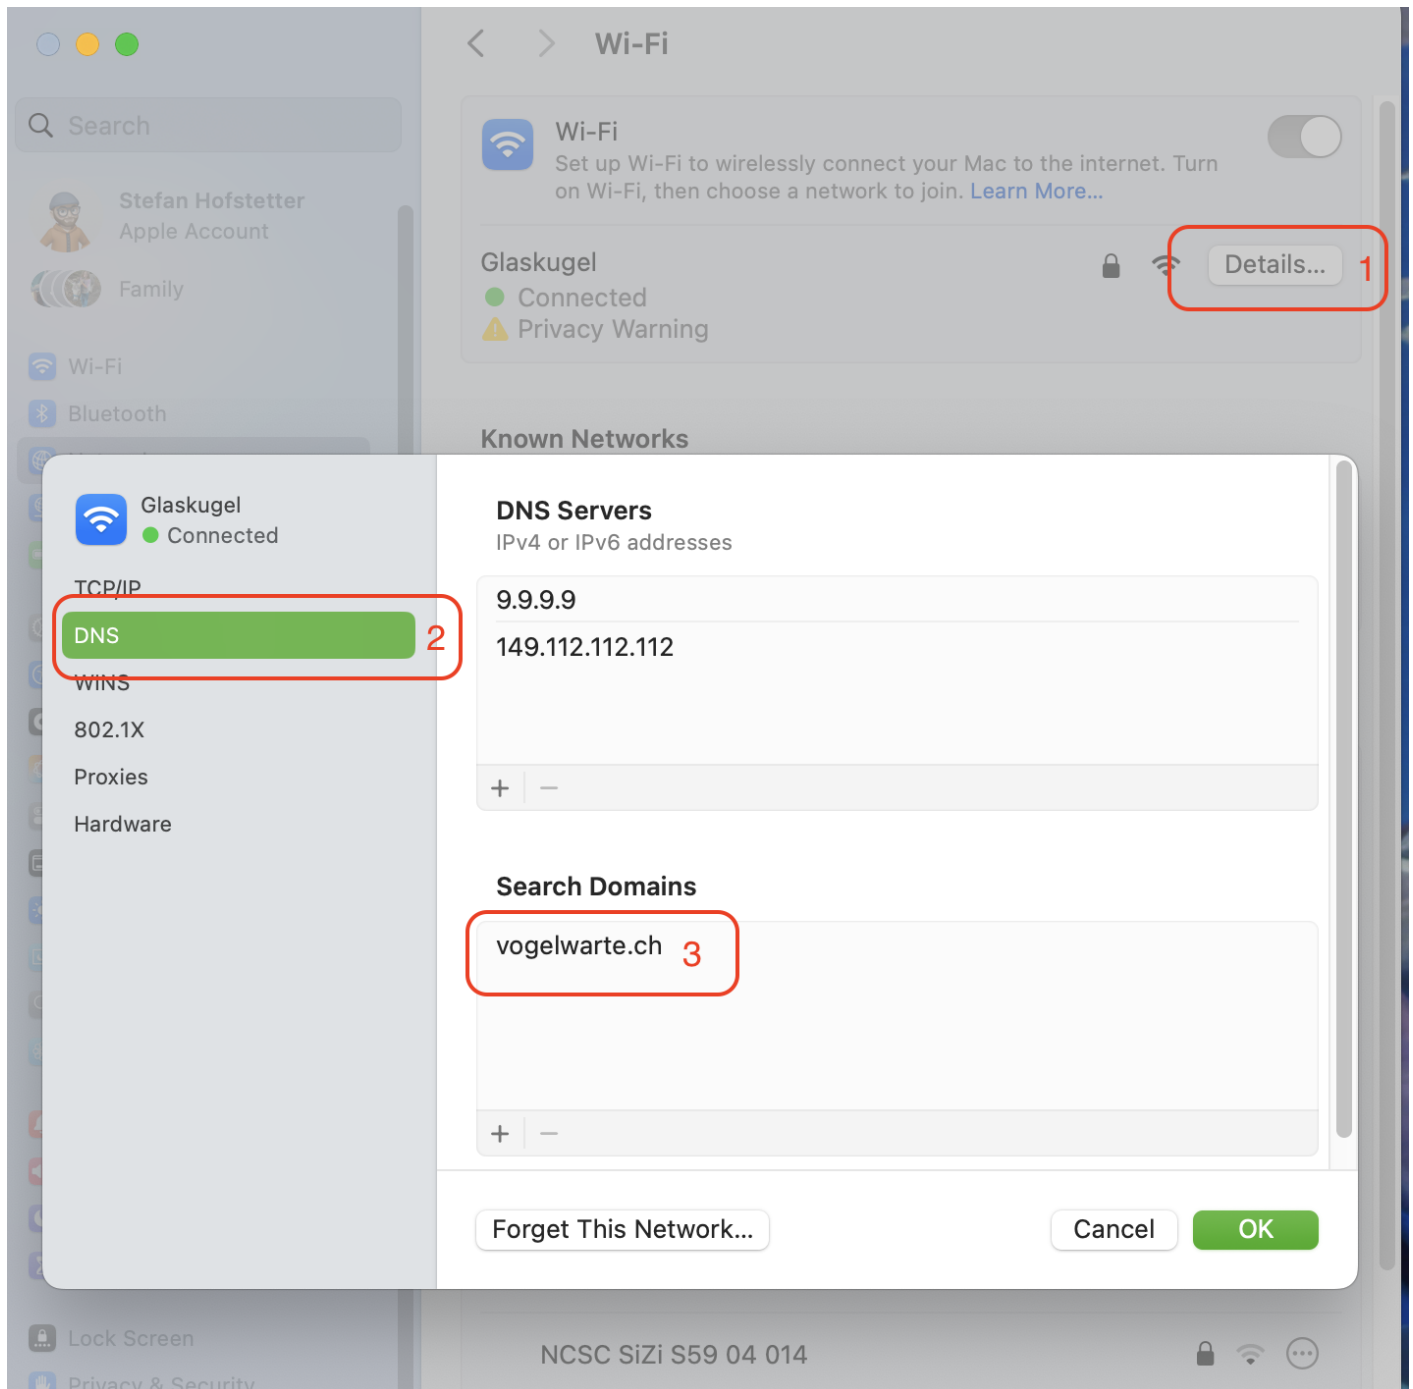 Wi-Fi
Search
Stefan Hofstetter
Apple Account
Family
Wi-Fi
Bluetooth
Wi-Fi
Set up Wi-Fi to wirelessly connect your Mac to the internet. Turn
on Wi-Fi, then choose a network to join. Learn More...
Glaskugel
Connected
Privacy Warning
Details...
1
Known Networks
Glaskugel
Connected
TCP/IP
DNS
2
WINS
802.1X
Proxies
Hardware
DNS Servers
IPv4 or IPv6 addresses
9.9.9.9
149.112.112.112
+ −
Search Domains
vogelwarte.ch
3
+ −
Forget This Network...
Cancel
OK
Lock Screen
Privacy & Security
NCSC SiZi S59 04 014